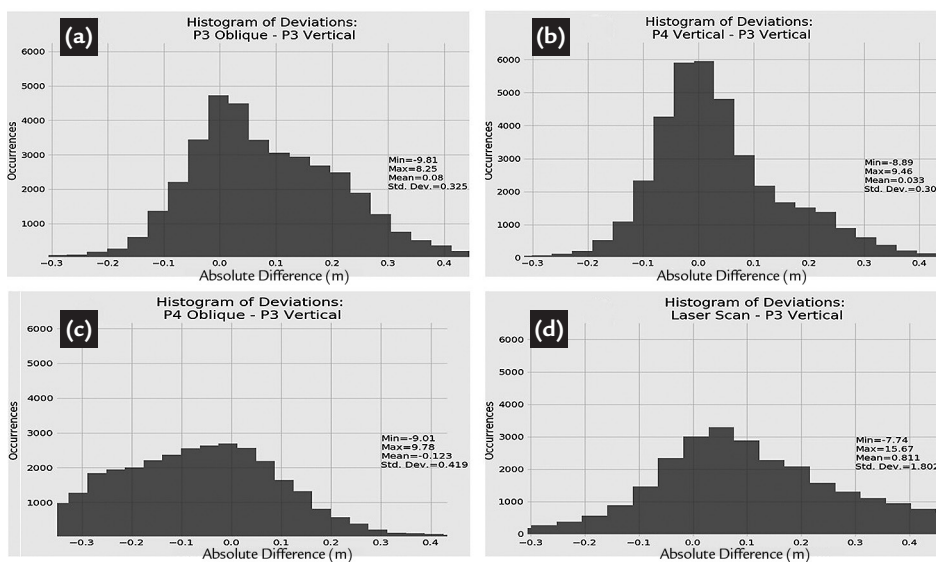 (a)
Histogram of Deviations:
P3 Oblique - P3 Vertical
6000
5000
4000
3000
2000
1000
Occurrences
Min=-9.81
Max=8.25
Mean=0.08
Std. Dev.=0.325
−0.3 −0.2 −0.1 0.0 0.1 0.2 0.3 0.4
Absolute Difference (m)
(b)
Histogram of Deviations:
P4 Vertical - P3 Vertical
6000
5000
4000
3000
2000
1000
0
Occurrences
Min=-8.89
Max=9.46
Mean=0.033
Std. Dev.=0.30
−0.3 −0.2 −0.1 0.0 0.1 0.2 0.3 0.4
Absolute Difference (m)
(c)
Histogram of Deviations:
P4 Oblique - P3 Vertical
6000
5000
4000
3000
2000
1000
Occurrences
Min=-9.01
Max=9.78
Mean=-0.123
Std. Dev.=0.419
−0.3 −0.2 −0.1 0.0 0.1 0.2 0.3 0.4
Absolute Difference (m)
(d)
Histogram of Deviations:
Laser Scan - P3 Vertical
6000
5000
4000
3000
2000
1000
0
Occurrences
Min=-7.74
Max=15.67
Mean=0.811
Std. Dev.=1.802
−0.3 −0.2 −0.1 0.0 0.1 0.2 0.3 0.4
Absolute Difference (m)